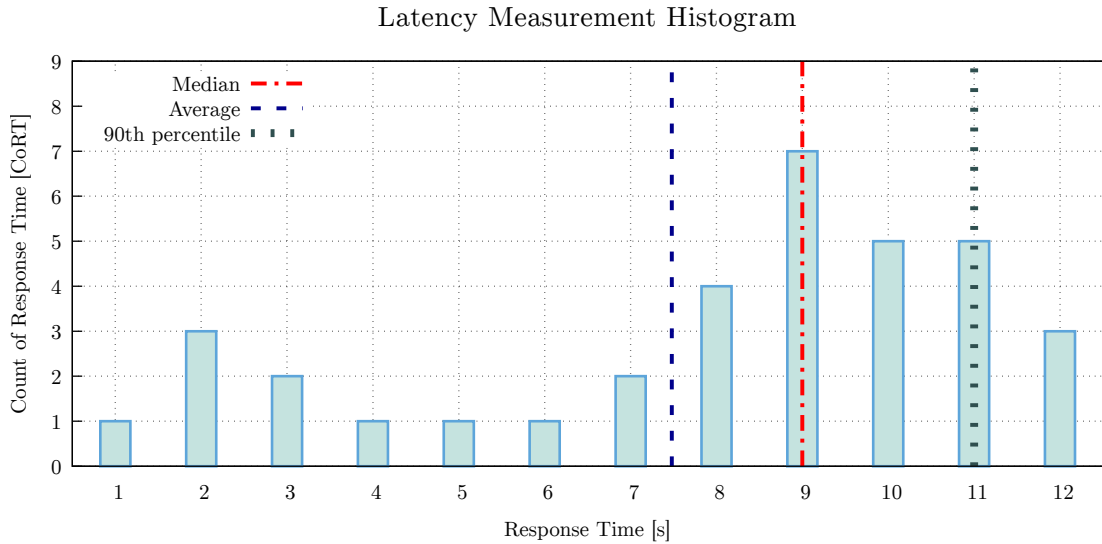 Latency Measurement Histogram
Count of Response Time [CoRT]
9
8
7
6
5
4
3
2
1
0
Median
Average
90th percentile
1 2 3 4 5 6 7 8 9 10 11 12
Response Time [s]